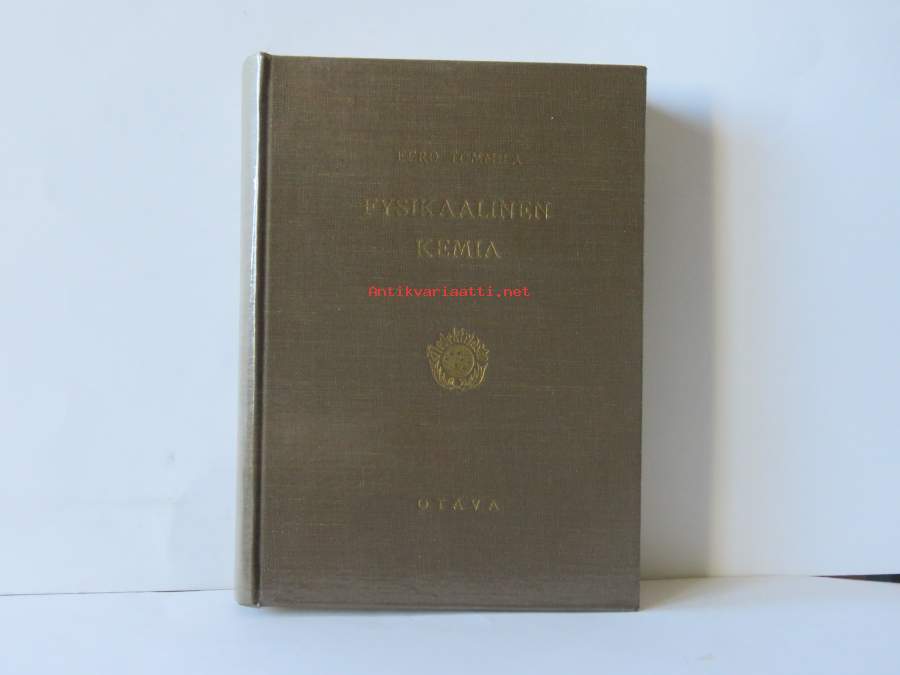 EERO TOMMILA
FYSIKAALINEN
KEMIA
Antikvariaatti.net
OTAVA